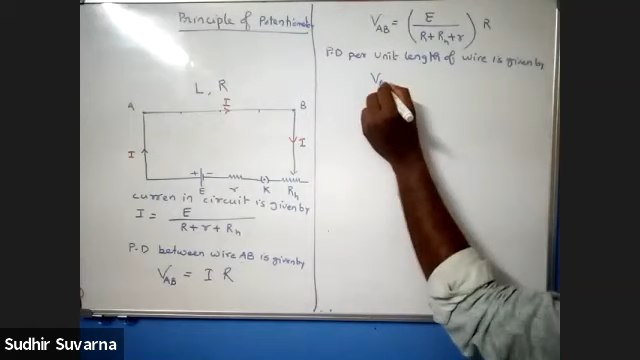 Principle of Potentiometer
L, R
A
I
B
I
I
+ -
E
r
K
Rh
curren in circuit is given by
I = E / R + r + Rh
P.D between wire AB is given by
VAB = I R
VAB = ( E / R + Rh + r ) R
P.D per unit length of wire is given by
V
Sudhir Suvarna